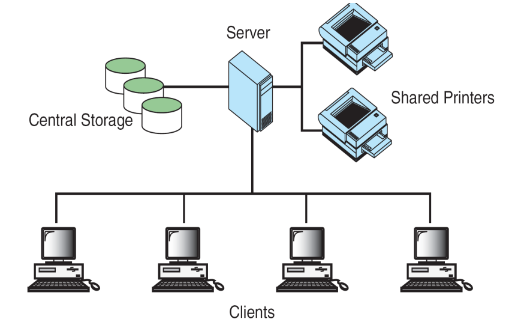 Server
Shared Printers
Central Storage
Clients